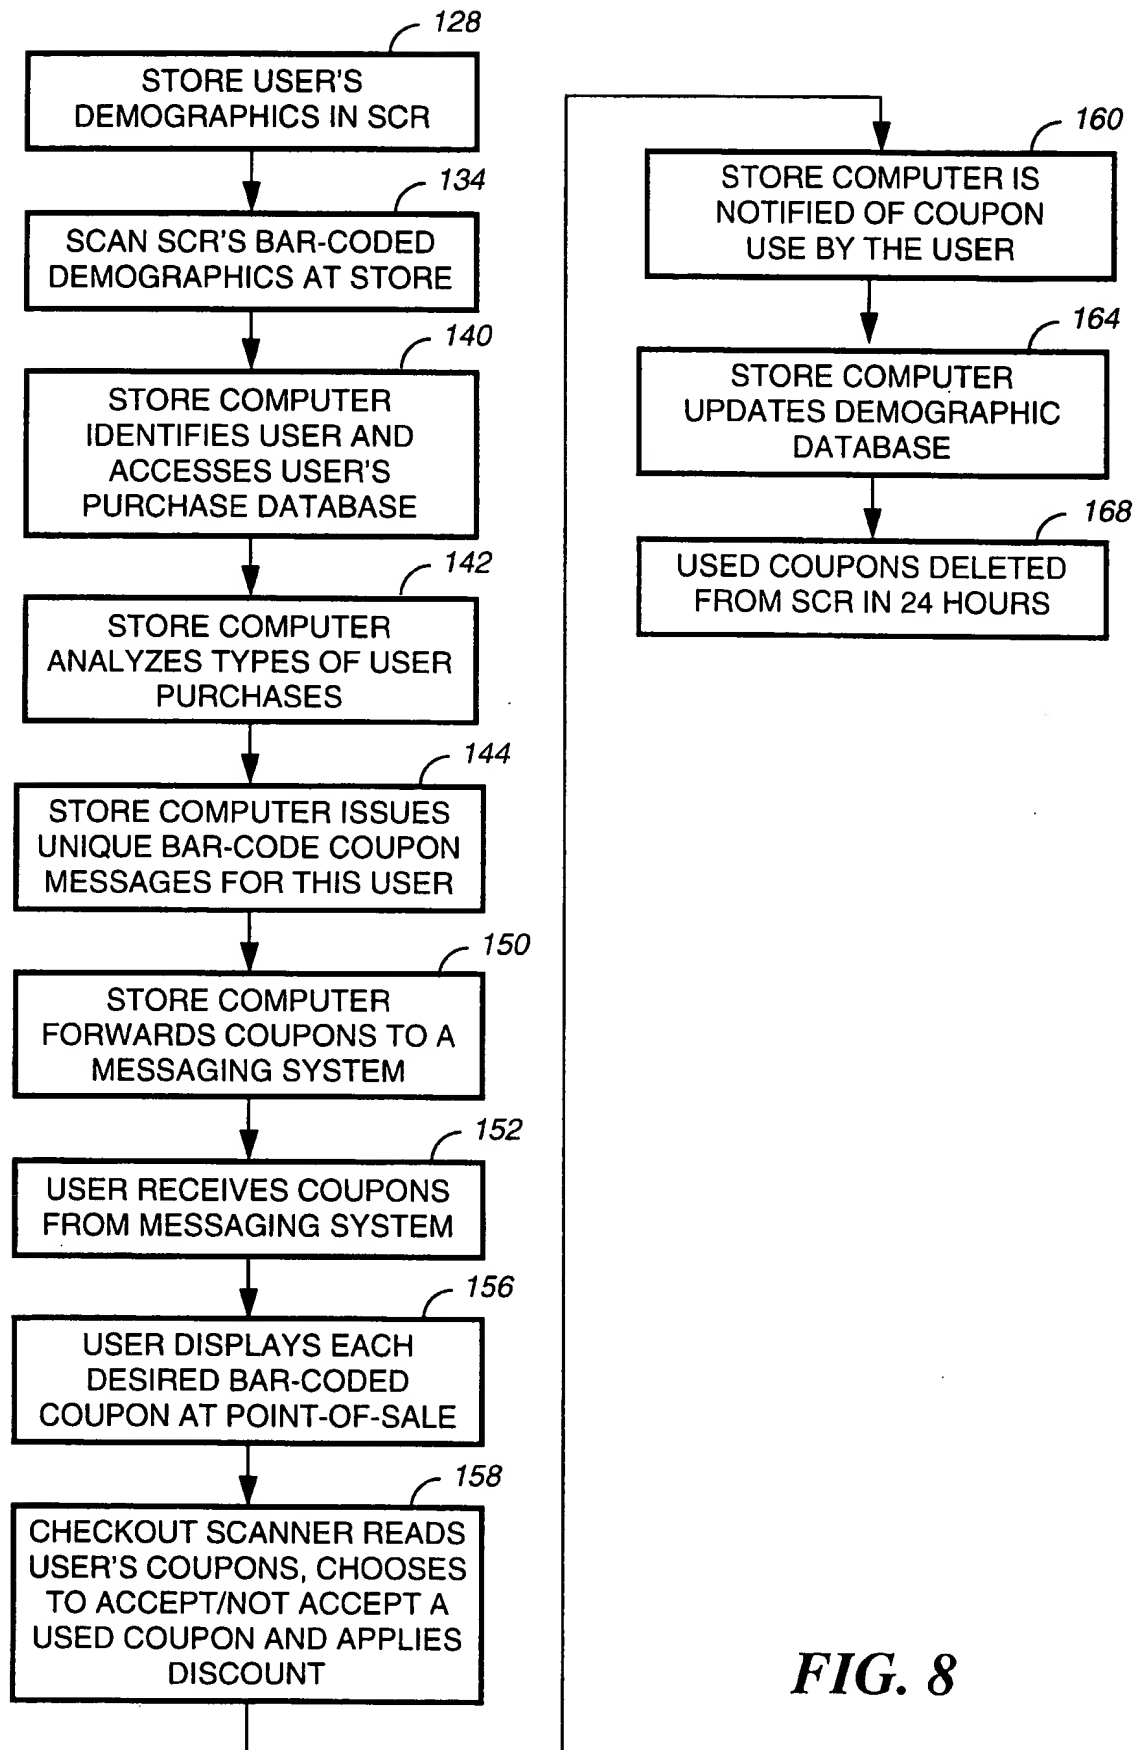 128
STORE USER'S
DEMOGRAPHICS IN SCR
134
SCAN SCR'S BAR-CODED
DEMOGRAPHICS AT STORE
140
STORE COMPUTER
IDENTIFIES USER AND
ACCESSES USER'S
PURCHASE DATABASE
142
STORE COMPUTER
ANALYZES TYPES OF USER
PURCHASES
144
STORE COMPUTER ISSUES
UNIQUE BAR-CODE COUPON
MESSAGES FOR THIS USER
150
STORE COMPUTER
FORWARDS COUPONS TO A
MESSAGING SYSTEM
152
USER RECEIVES COUPONS
FROM MESSAGING SYSTEM
156
USER DISPLAYS EACH
DESIRED BAR-CODED
COUPON AT POINT-OF-SALE
158
CHECKOUT SCANNER READS
USER'S COUPONS, CHOOSES
TO ACCEPT/NOT ACCEPT A
USED COUPON AND APPLIES
DISCOUNT
160
STORE COMPUTER IS
NOTIFIED OF COUPON
USE BY THE USER
164
STORE COMPUTER
UPDATES DEMOGRAPHIC
DATABASE
168
USED COUPONS DELETED
FROM SCR IN 24 HOURS
FIG. 8